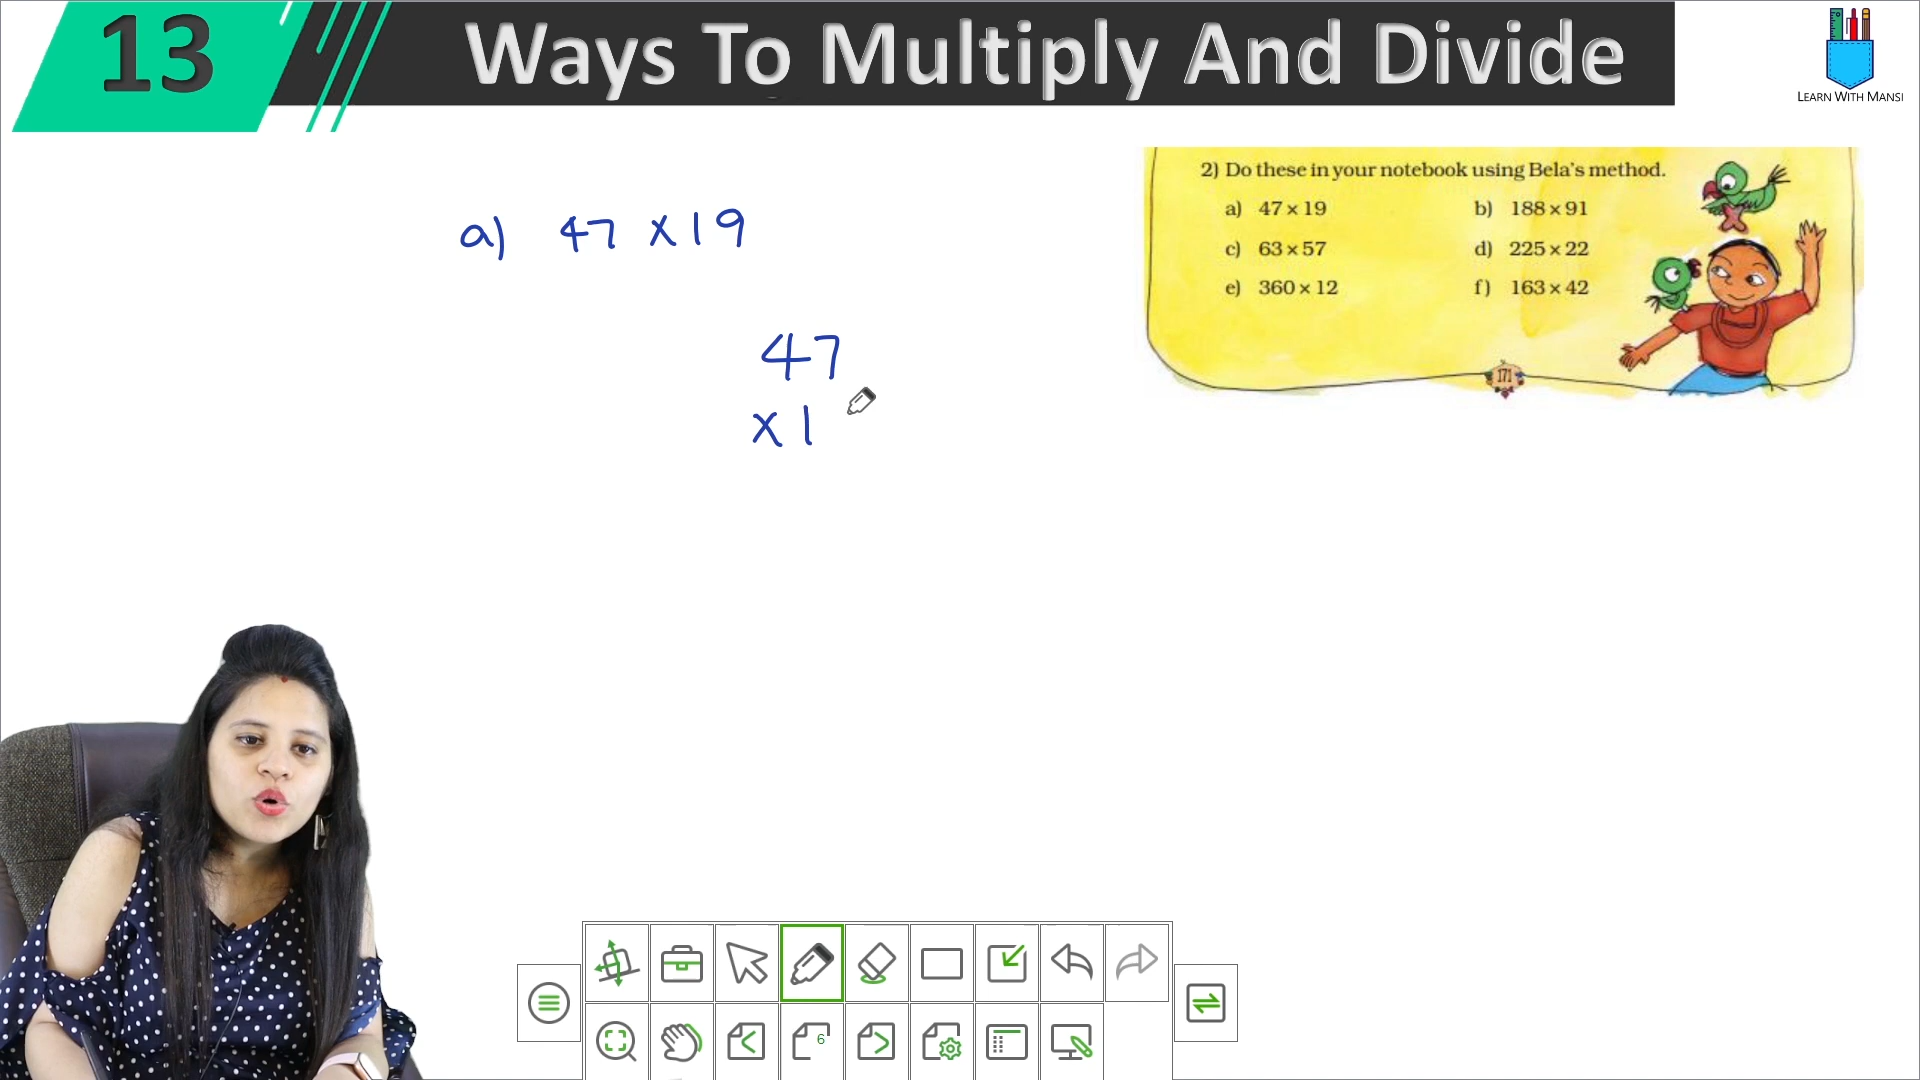 13 Ways To Multiply And Divide
LEARN WITH MANSI
2) Do these in your notebook using Bela's method.
a) 47 × 19 b) 188 × 91
c) 63 × 57 d) 225 × 22
e) 360 × 12 f) 163 × 42
171
a) 47 × 19
47
× 1
6